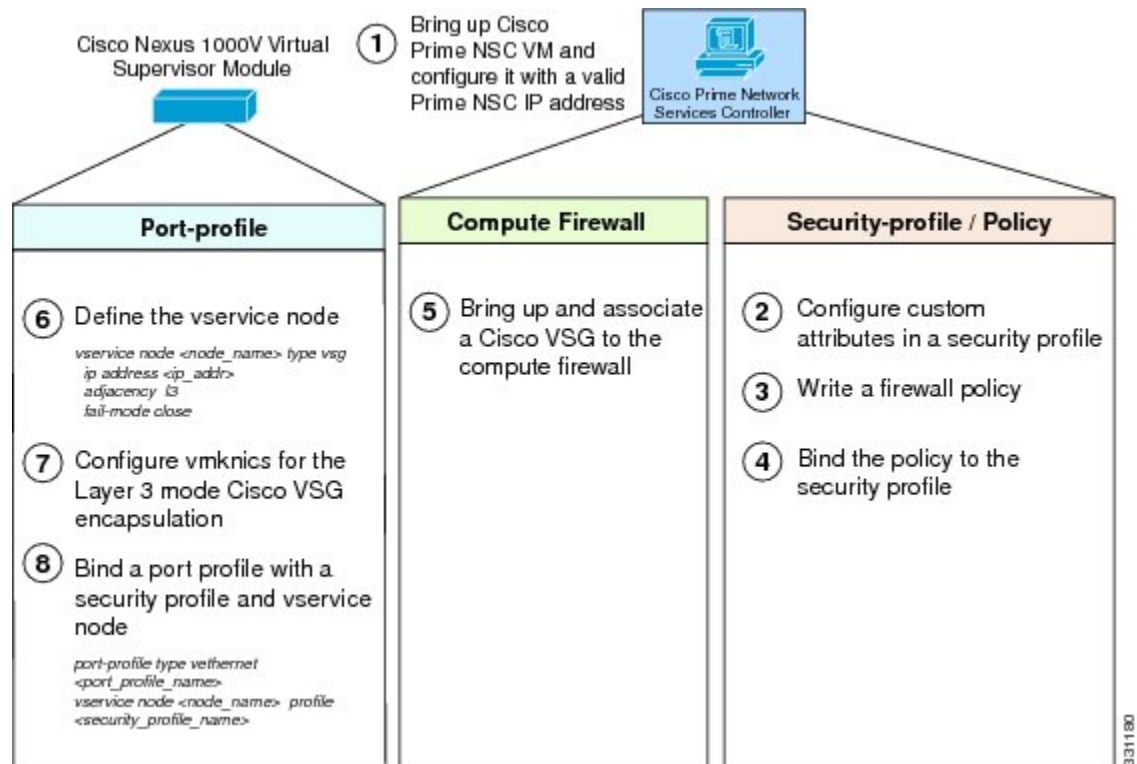 Cisco Nexus 1000V Virtual
Supervisor Module
1
Bring up Cisco
Prime NSC VM and
configure it with a valid
Prime NSC IP address
Cisco Prime Network
Services Controller
Port-profile
6
Define the vservice node
vservice node <node_name> type vsg
ip address <ip_addr>
adjacency l3
fail-mode close
7
Configure vmknics for the
Layer 3 mode Cisco VSG
encapsulation
8
Bind a port profile with a
security profile and vservice
node
port-profile type vethernet
<port_profile_name>
vservice node <node_name> profile
<security_profile_name>
Compute Firewall
5
Bring up and associate
a Cisco VSG to the
compute firewall
Security-profile / Policy
2
Configure custom
attributes in a security profile
3
Write a firewall policy
4
Bind the policy to the
security profile
331180